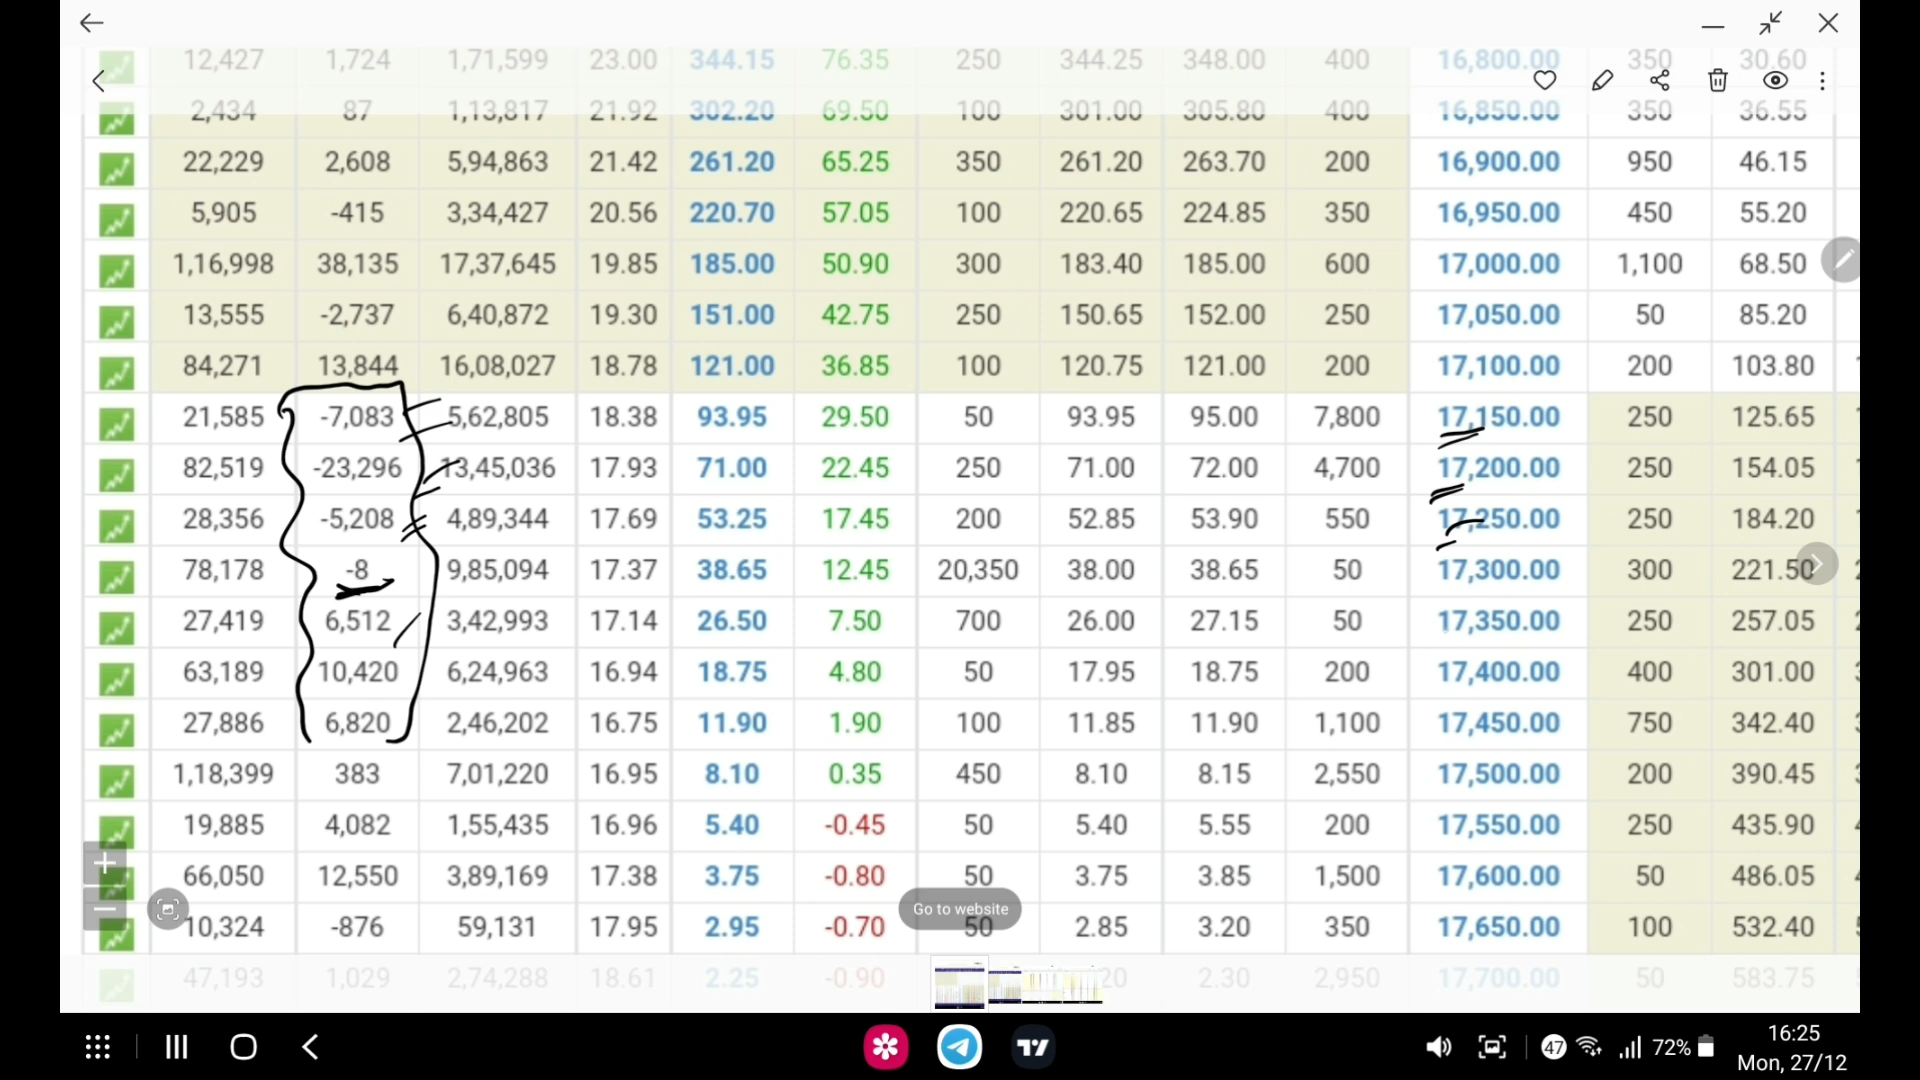 12,427 1,724 1,71,599 23.00 344.15 76.35 250 344.25 348.00 400 16,800.00 350 30.60
2,434 87 1,13,817 21.92 302.20 69.50 100 301.00 305.80 400 16,850.00 350 36.55
22,229 2,608 5,94,863 21.42 261.20 65.25 350 261.20 263.70 200 16,900.00 950 46.15
5,905 -415 3,34,427 20.56 220.70 57.05 100 220.65 224.85 350 16,950.00 450 55.20
1,16,998 38,135 17,37,645 19.85 185.00 50.90 300 183.40 185.00 600 17,000.00 1,100 68.50
13,555 -2,737 6,40,872 19.30 151.00 42.75 250 150.65 152.00 250 17,050.00 50 85.20
84,271 13,844 16,08,027 18.78 121.00 36.85 100 120.75 121.00 200 17,100.00 200 103.80
21,585 -7,083 5,62,805 18.38 93.95 29.50 50 93.95 95.00 7,800 17,150.00 250 125.65
82,519 -23,296 13,45,036 17.93 71.00 22.45 250 71.00 72.00 4,700 17,200.00 250 154.05
28,356 -5,208 4,89,344 17.69 53.25 17.45 200 52.85 53.90 550 17,250.00 250 184.20
78,178 -8 9,85,094 17.37 38.65 12.45 20,350 38.00 38.65 50 17,300.00 300 221.50
27,419 6,512 3,42,993 17.14 26.50 7.50 700 26.00 27.15 50 17,350.00 250 257.05
63,189 10,420 6,24,963 16.94 18.75 4.80 50 17.95 18.75 200 17,400.00 400 301.00
27,886 6,820 2,46,202 16.75 11.90 1.90 100 11.85 11.90 1,100 17,450.00 750 342.40
1,18,399 383 7,01,220 16.95 8.10 0.35 450 8.10 8.15 2,550 17,500.00 200 390.45
19,885 4,082 1,55,435 16.96 5.40 -0.45 50 5.40 5.55 200 17,550.00 250 435.90
66,050 12,550 3,89,169 17.38 3.75 -0.80 50 3.75 3.85 1,500 17,600.00 50 486.05
Go to website
10,324 -876 59,131 17.95 2.95 -0.70 50 2.85 3.20 350 17,650.00 100 532.40
47,193 1,029 2,74,288 18.61 2.25 -0.90 2.30 2,950 17,700.00 50 583.75
47 72% 16:25
Mon, 27/12